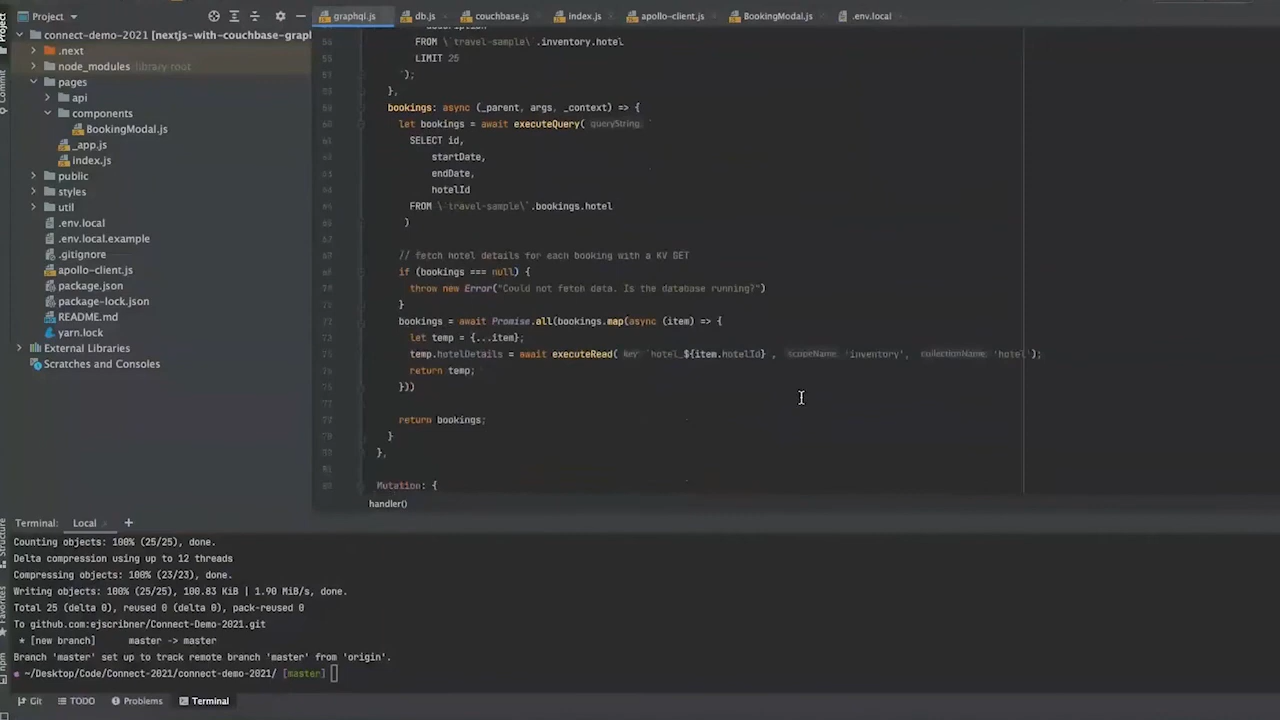 Project
graphql.js
db.js
couchbase.js
index.js
apollo-client.js
BookingModal.js
.env.local
Project
connect-demo-2021 [nextjs-with-couchbase-graph
.next
node_modules library root
pages
api
components
BookingModal.js
_app.js
index.js
public
styles
util
.env.local
.env.local.example
.gitignore
apollo-client.js
package.json
package-lock.json
README.md
yarn.lock
External Libraries
Scratches and Consoles
Commit
FROM \`travel-sample\`.inventory.hotel
LIMIT 25
`);
},
bookings: async (_parent, args, _context) => {
let bookings = await executeQuery( queryString: `
SELECT id,
startDate,
endDate,
hotelId
FROM \`travel-sample\`.bookings.hotel
`)
// fetch hotel details for each booking with a KV GET
if (bookings === null) {
throw new Error("Could not fetch data. Is the database running?")
}
bookings = await Promise.all(bookings.map(async (item) => {
let temp = {...item};
temp.hotelDetails = await executeRead( key: `hotel_${item.hotelId}`, scopeName: 'inventory', collectionName: 'hotel');
return temp;
}))
return bookings;
}
},
Mutation: {
handler()
Terminal: Local +
Counting objects: 100% (25/25), done.
Delta compression using up to 12 threads
Compressing objects: 100% (23/23), done.
Writing objects: 100% (25/25), 100.83 KiB | 1.90 MiB/s, done.
Total 25 (delta 0), reused 0 (delta 0), pack-reused 0
To github.com:ejscribner/Connect-Demo-2021.git
* [new branch] master -> master
Branch 'master' set up to track remote branch 'master' from 'origin'.
~/Desktop/Code/Connect-2021/connect-demo-2021/ [master]
Structure
Favorites
npm
Git
TODO
Problems
Terminal